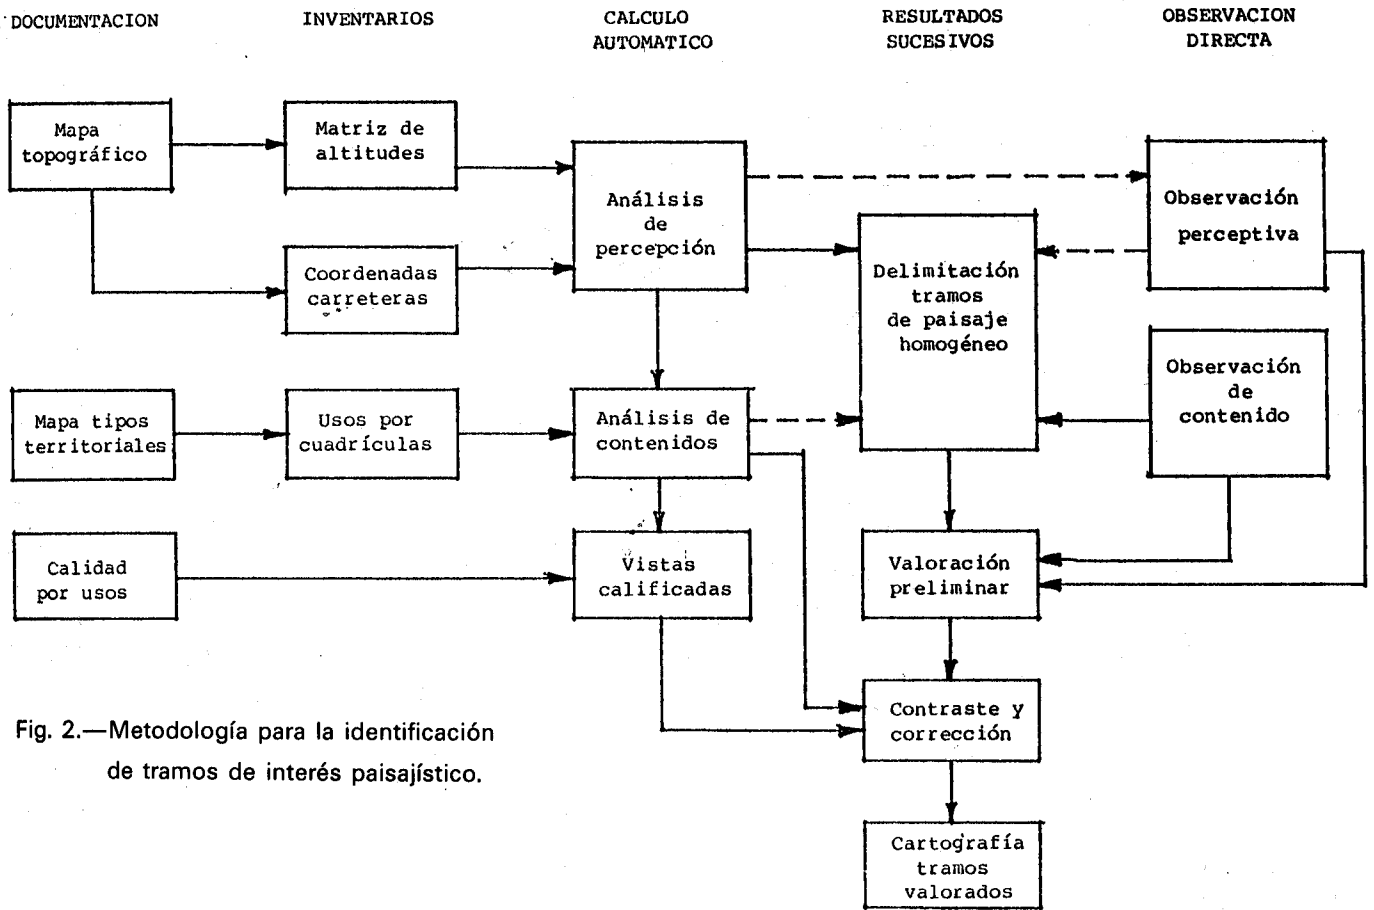 DOCUMENTACION
INVENTARIOS
CALCULO
AUTOMATICO
RESULTADOS
SUCESIVOS
OBSERVACION
DIRECTA
Mapa
topográfico
Matriz de
altitudes
Coordenadas
carreteras
Análisis
de
percepción
Delimitación
tramos
de paisaje
homogéneo
Observación
perceptiva
Observación
de
contenido
Mapa tipos
territoriales
Usos por
cuadrículas
Análisis de
contenidos
Calidad
por usos
Vistas
calificadas
Valoración
preliminar
Contraste y
corrección
Cartografía
tramos
valorados
Fig. 2.—Metodología para la identificación
de tramos de interés paisajístico.